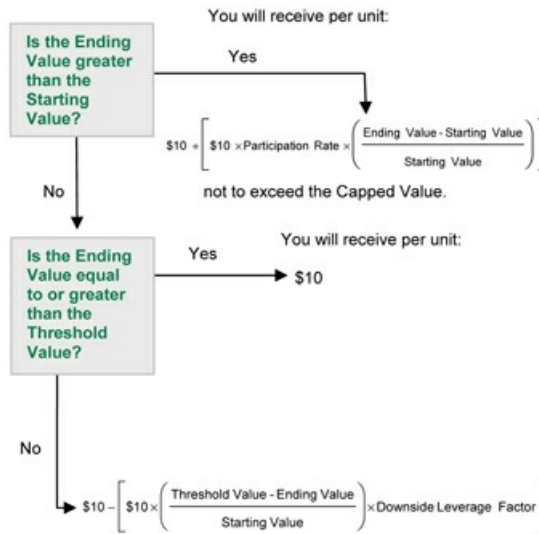 You will receive per unit:
Is the Ending
Value greater
than the
Starting
Value?
Yes
$10 + [ $10 × Participation Rate × ( Ending Value - Starting Value / Starting Value ) ]
not to exceed the Capped Value.
No
You will receive per unit:
Is the Ending
Value equal
to or greater
than the
Threshold
Value?
Yes
$10
No
$10 − [ $10 × ( Threshold Value - Ending Value / Starting Value ) × Downside Leverage Factor